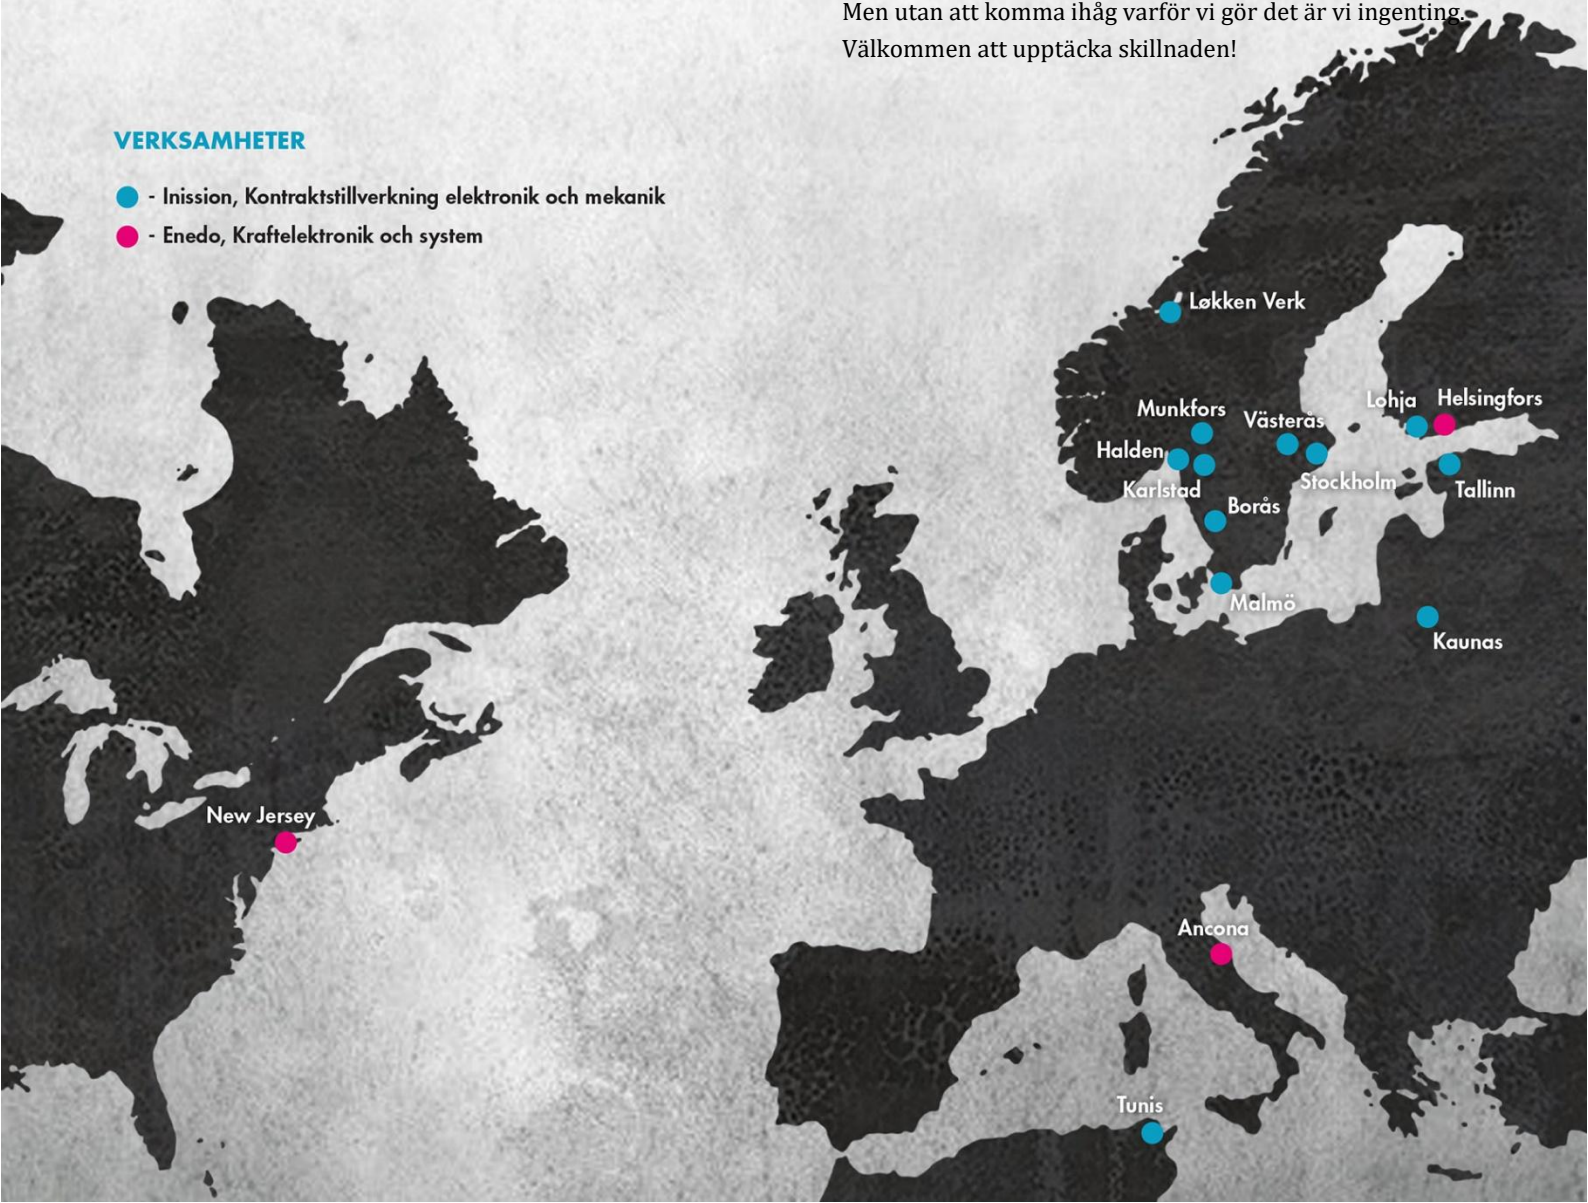 Men utan att komma ihåg varför vi gör det är vi ingenting.
Välkommen att upptäcka skillnaden!
VERKSAMHETER
- Inission, Kontraktstillverkning elektronik och mekanik
- Enedo, Kraftelektronik och system
Løkken Verk
Lohja
Helsingfors
Munkfors
Västerås
Halden
Stockholm
Karlstad
Tallinn
Borås
Malmö
Kaunas
New Jersey
Ancona
Tunis